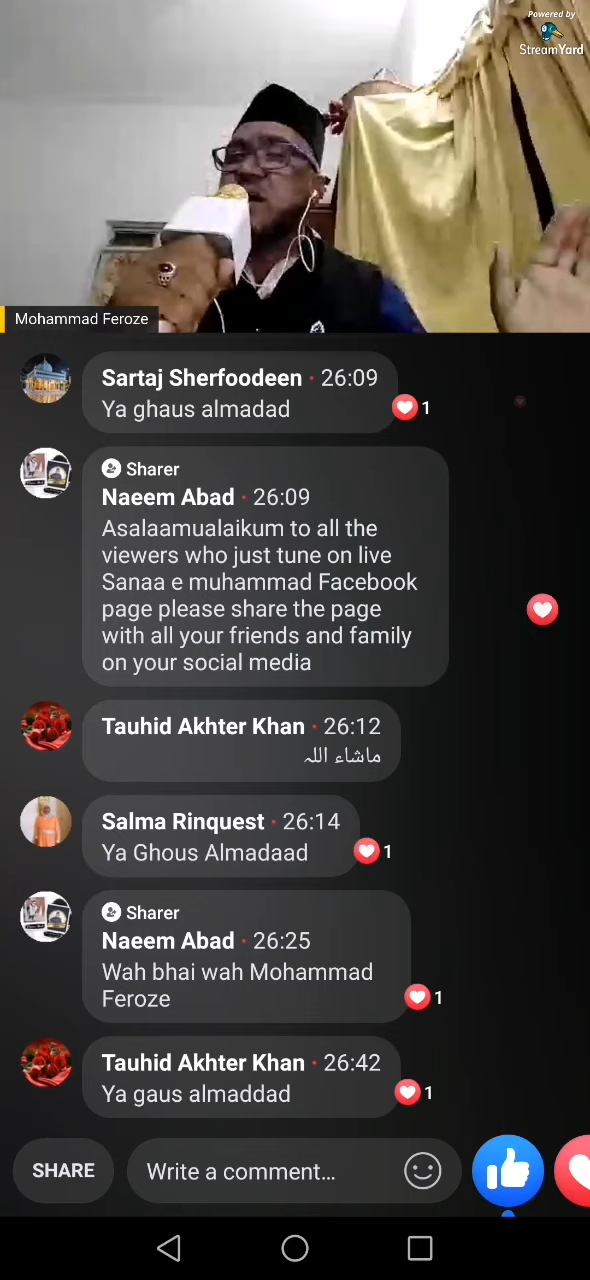 Powered by
StreamYard
Mohammad Feroze
Sartaj Sherfoodeen · 26:09
Ya ghaus almadad
1
Sharer
Naeem Abad · 26:09
Asalaamualaikum to all the
viewers who just tune on live
Sanaa e muhammad Facebook
page please share the page
with all your friends and family
on your social media
Tauhid Akhter Khan · 26:12
ماشاء اللہ
Salma Rinquest · 26:14
Ya Ghous Almadaad
1
Sharer
Naeem Abad · 26:25
Wah bhai wah Mohammad
Feroze
1
Tauhid Akhter Khan · 26:42
Ya gaus almaddad
1
SHARE
Write a comment...